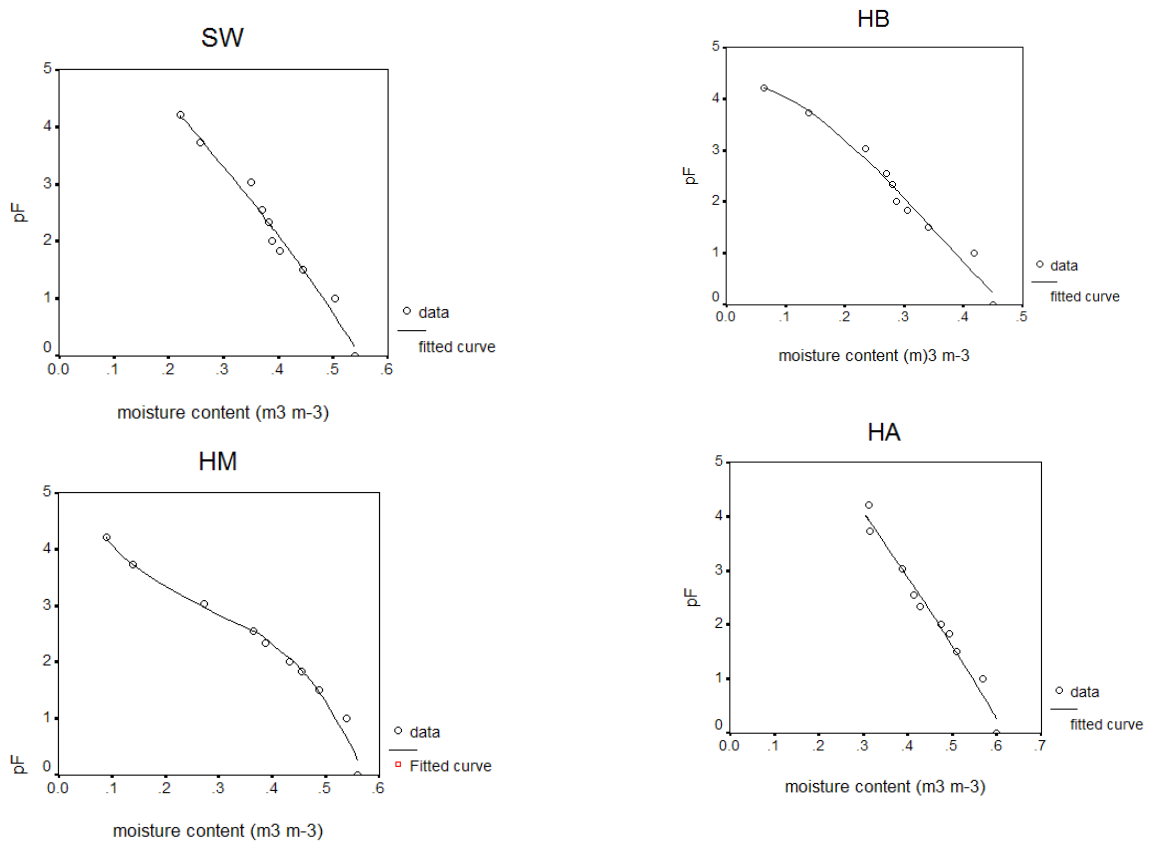 SW
5
4
3
2
1
0
pF
0.0 .1 .2 .3 .4 .5 .6
moisture content (m3 m-3)
data
fitted curve
HB
5
4
3
2
1
0
pF
0.0 .1 .2 .3 .4 .5
moisture content (m)3 m-3
data
fitted curve
HM
5
4
3
2
1
0
pF
0.0 .1 .2 .3 .4 .5 .6
moisture content (m3 m-3)
data
Fitted curve
HA
5
4
3
2
1
0
pF
0.0 .1 .2 .3 .4 .5 .6 .7
moisture content (m3 m-3)
data
fitted curve